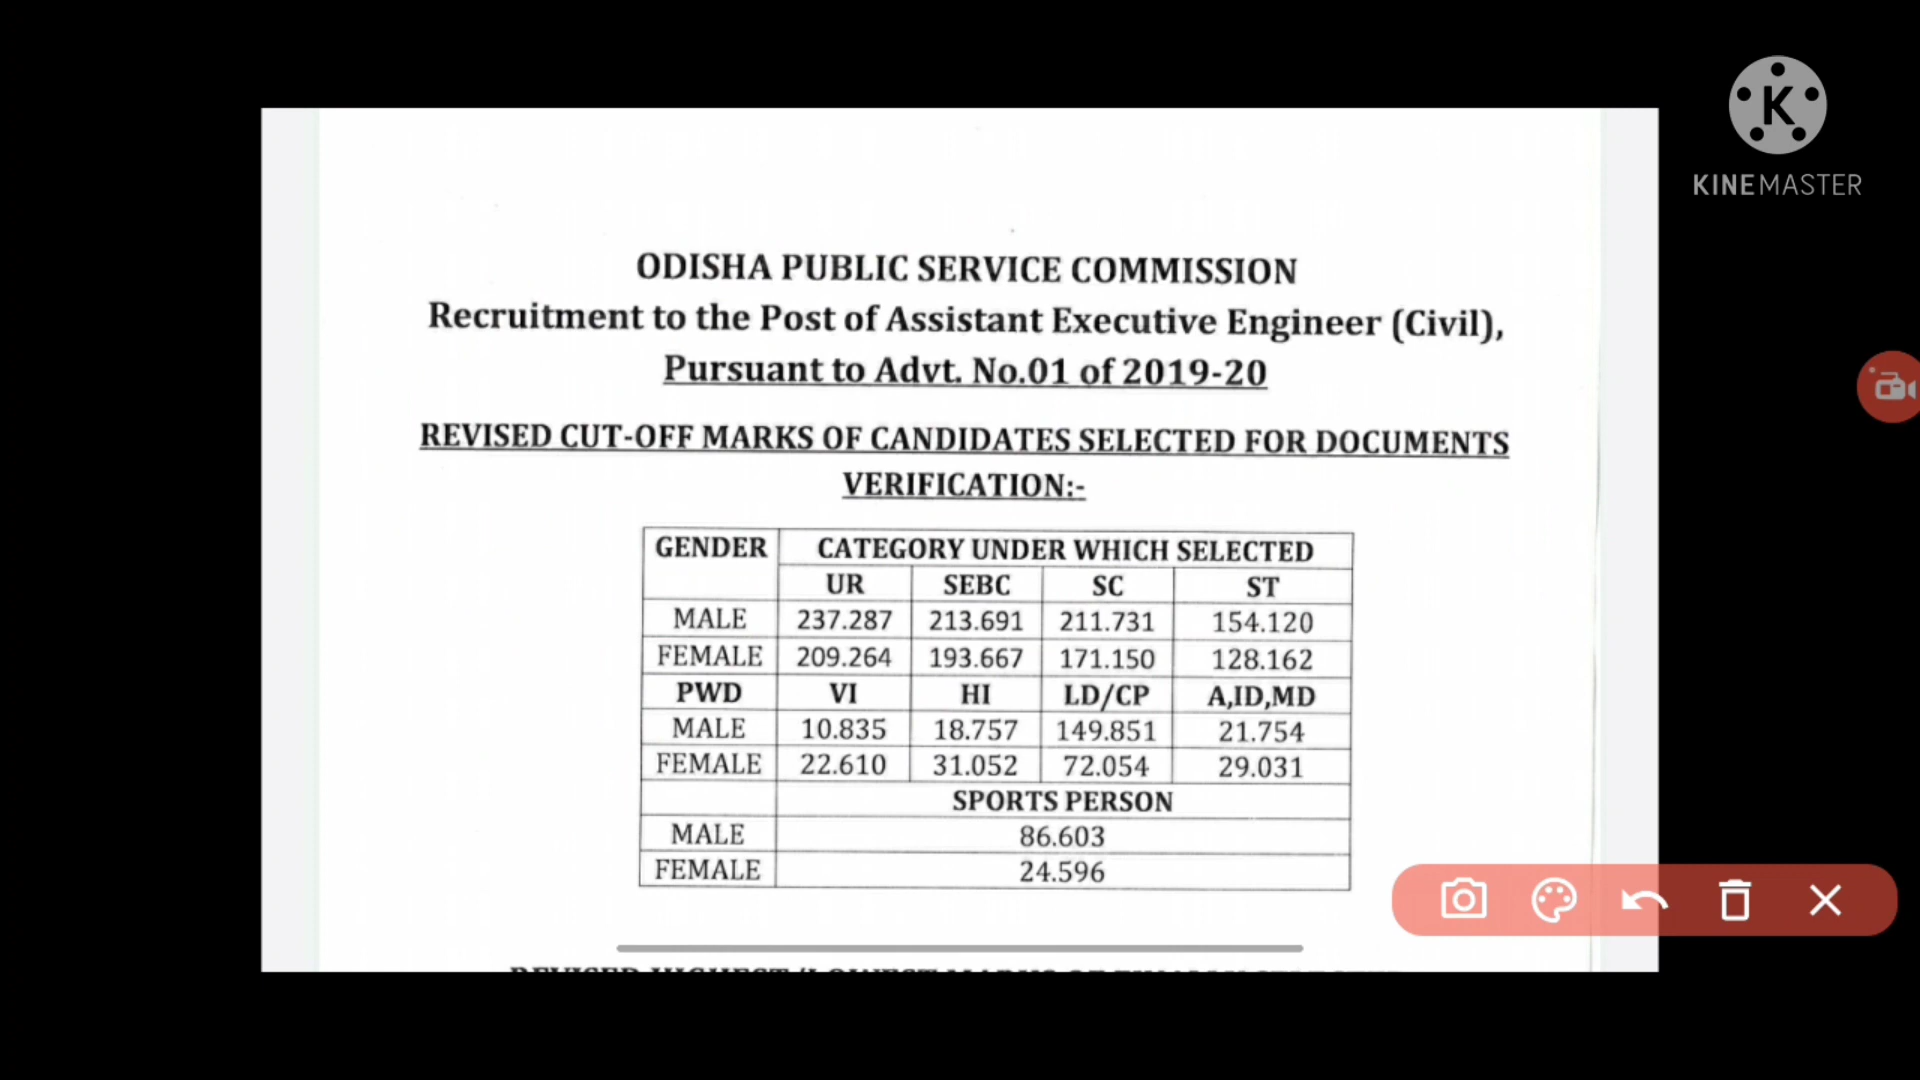 K
KINEMASTER
ODISHA PUBLIC SERVICE COMMISSION
Recruitment to the Post of Assistant Executive Engineer (Civil),
Pursuant to Advt. No.01 of 2019-20
REVISED CUT-OFF MARKS OF CANDIDATES SELECTED FOR DOCUMENTS
VERIFICATION:-
GENDER CATEGORY UNDER WHICH SELECTED
UR SEBC SC ST
MALE 237.287 213.691 211.731 154.120
FEMALE 209.264 193.667 171.150 128.162
PWD VI HI LD/CP A,ID,MD
MALE 10.835 18.757 149.851 21.754
FEMALE 22.610 31.052 72.054 29.031
SPORTS PERSON
MALE 86.603
FEMALE 24.596